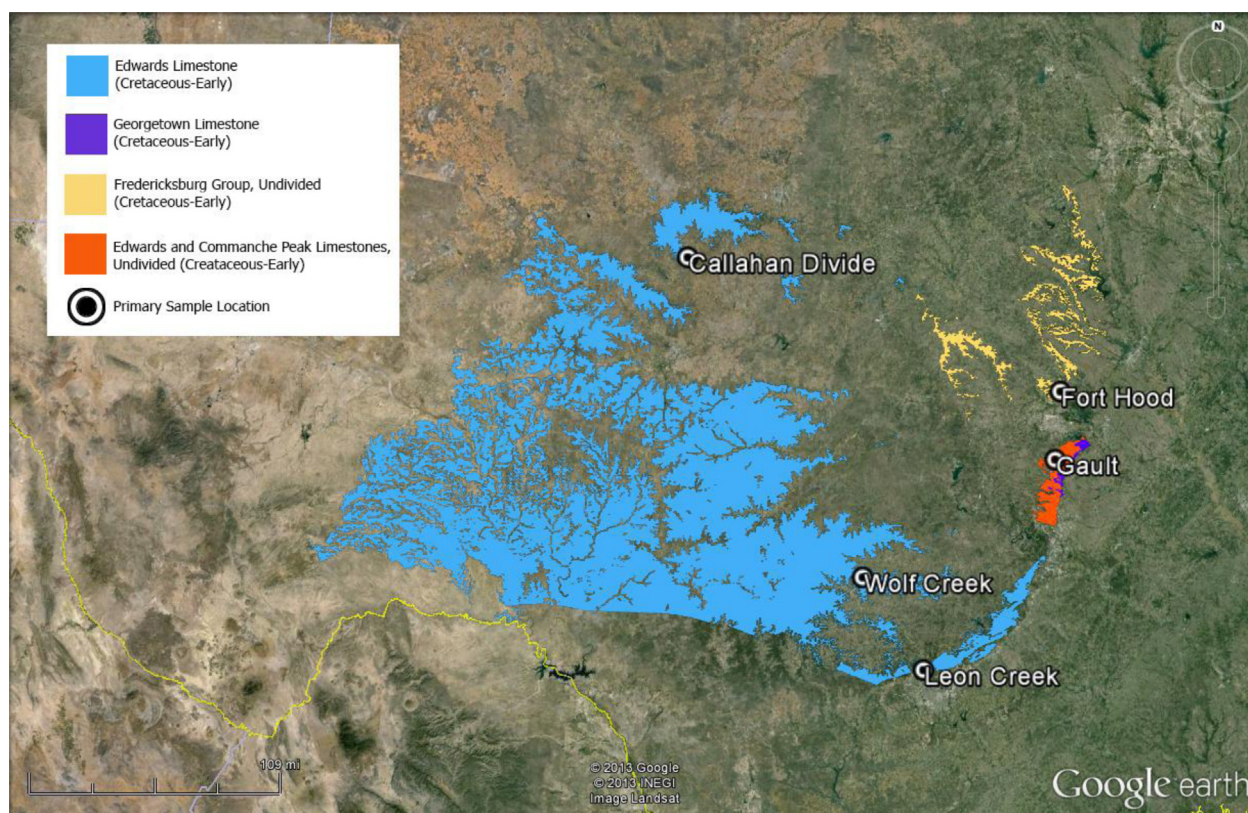 Edwards Limestone
(Cretaceous-Early)
Georgetown Limestone
(Cretaceous-Early)
Fredericksburg Group, Undivided
(Cretaceous-Early)
Edwards and Commanche Peak Limestones,
Undivided (Creataceous-Early)
Primary Sample Location
N
Callahan Divide
Fort Hood
Gault
Wolf Creek
Leon Creek
109 mi
© 2013 Google
© 2013 INEGI
Image Landsat
Google earth